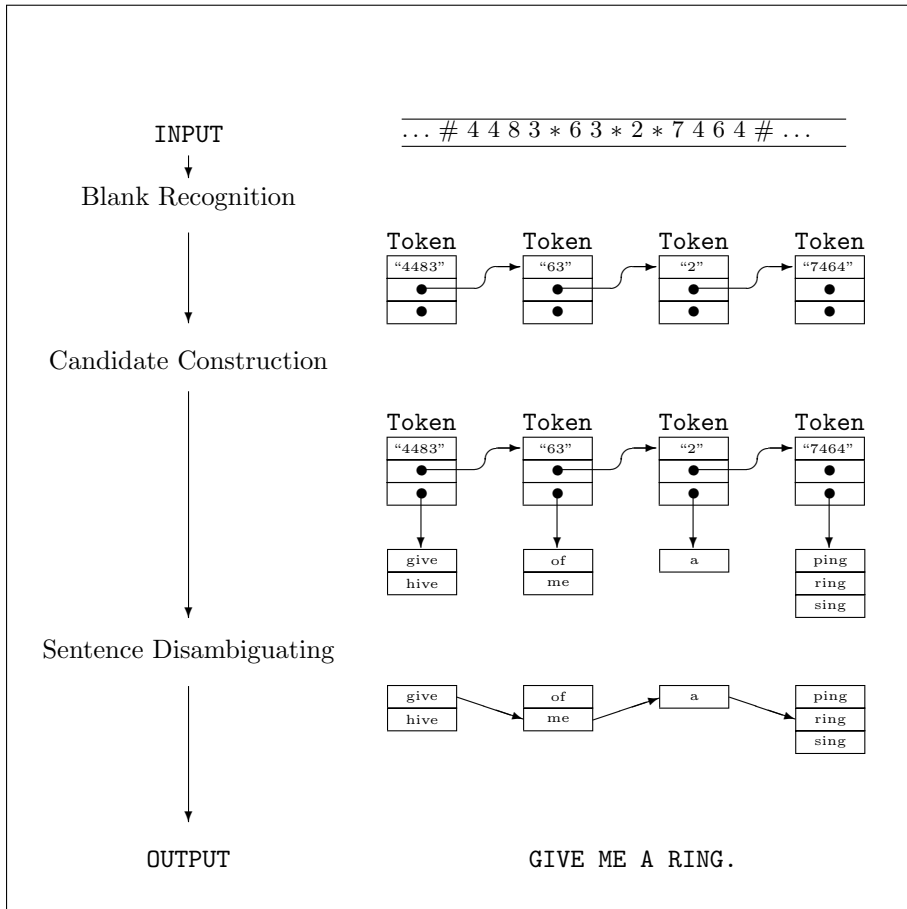 INPUT
… # 4 4 8 3 ∗ 6 3 ∗ 2 ∗ 7 4 6 4 # …
Blank Recognition
Token Token Token Token
“4483” “63” “2” “7464”
Candidate Construction
Token Token Token Token
“4483” “63” “2” “7464”
give of a ping
hive me ring
sing
Sentence Disambiguating
give of a ping
hive me ring
sing
OUTPUT GIVE ME A RING.